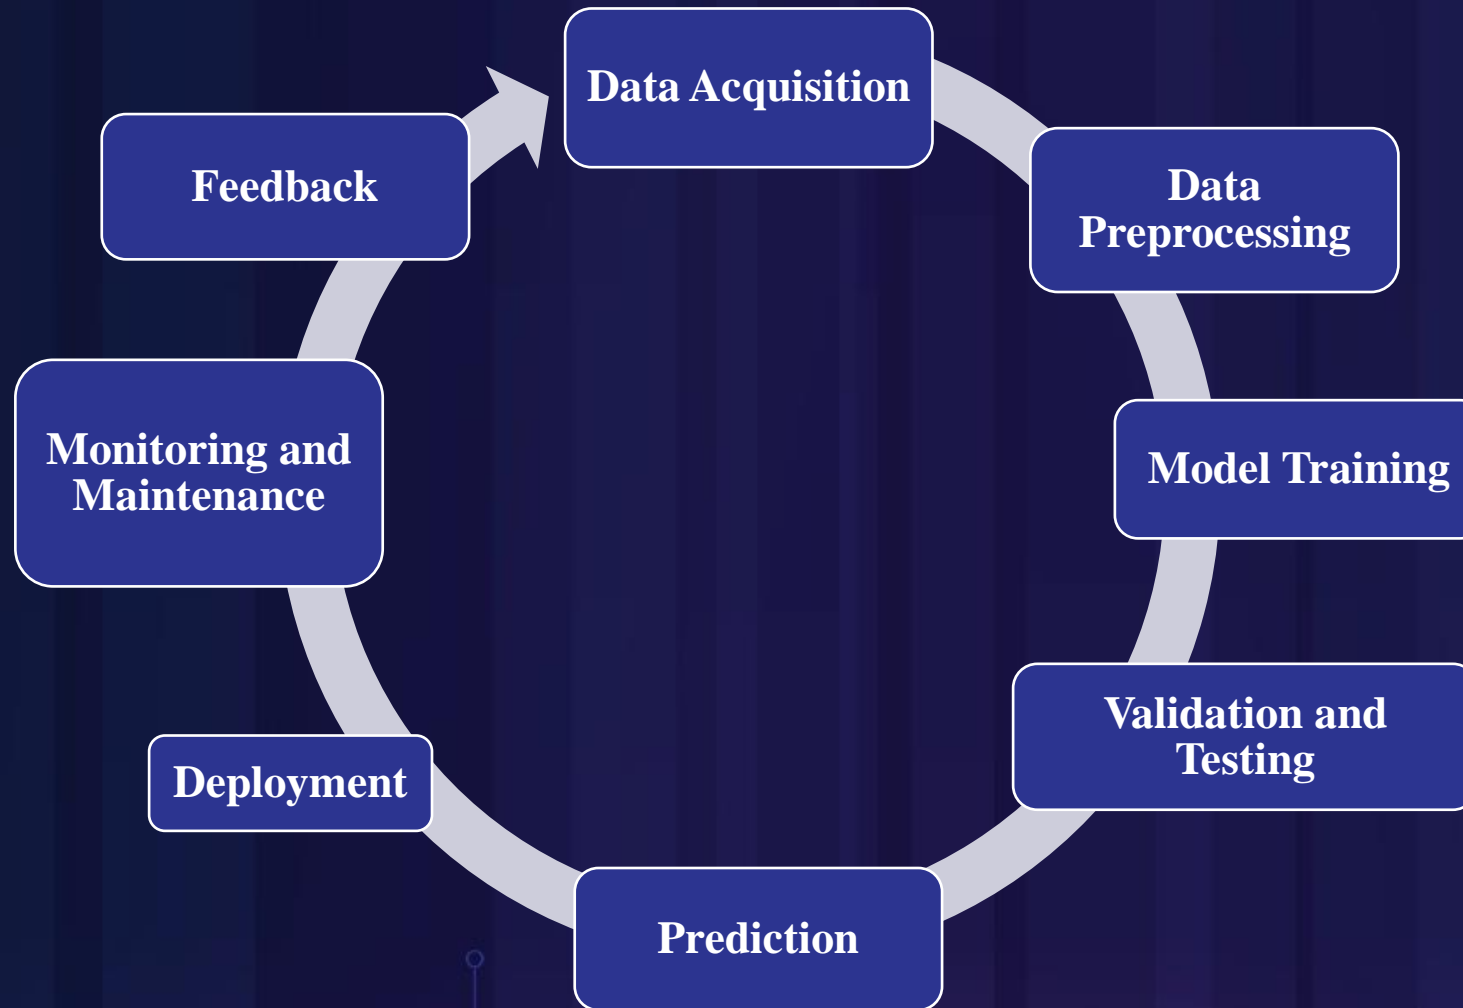 Data Acquisition
Data
Preprocessing
Model Training
Validation and
Testing
Prediction
Deployment
Monitoring and
Maintenance
Feedback